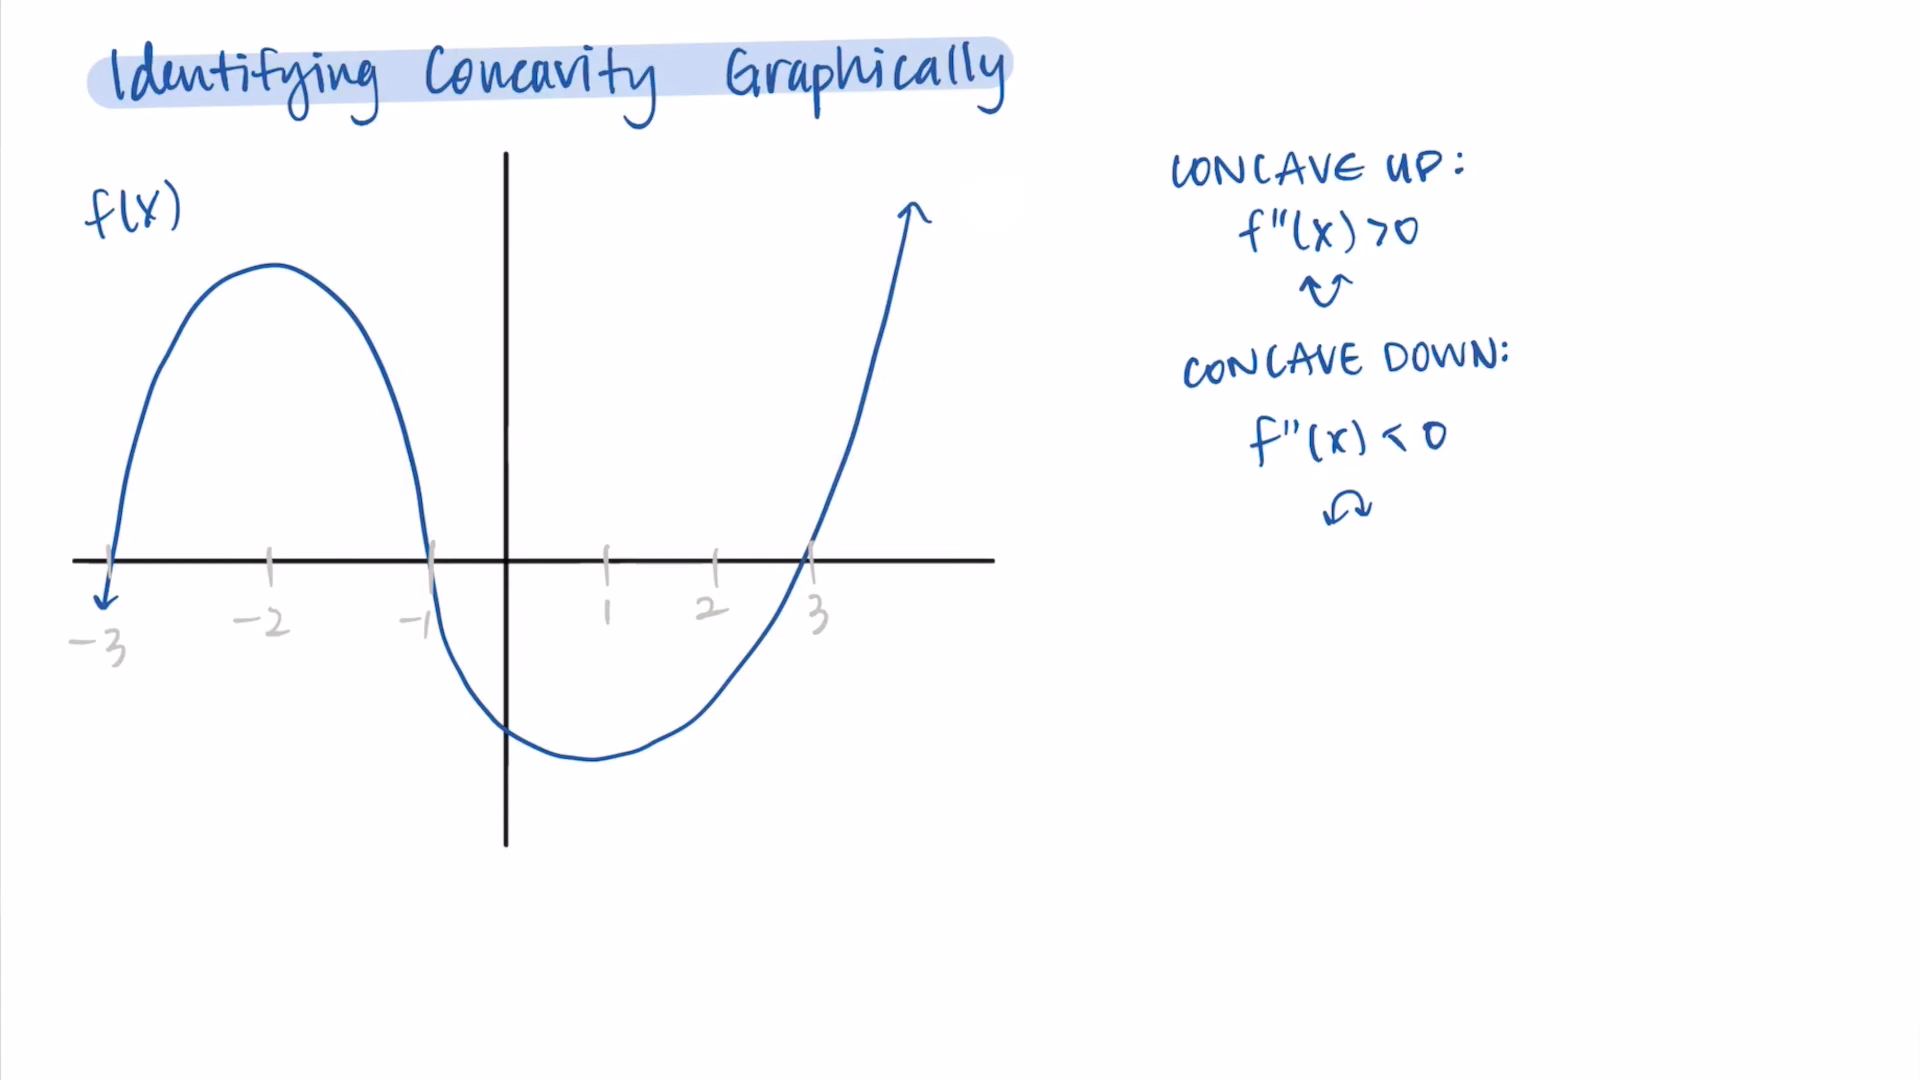 Identifying Concavity Graphically
f(x)
CONCAVE UP:
f''(x) >0
CONCAVE DOWN:
f''(x) < 0
-3 -2 -1 1 2 3